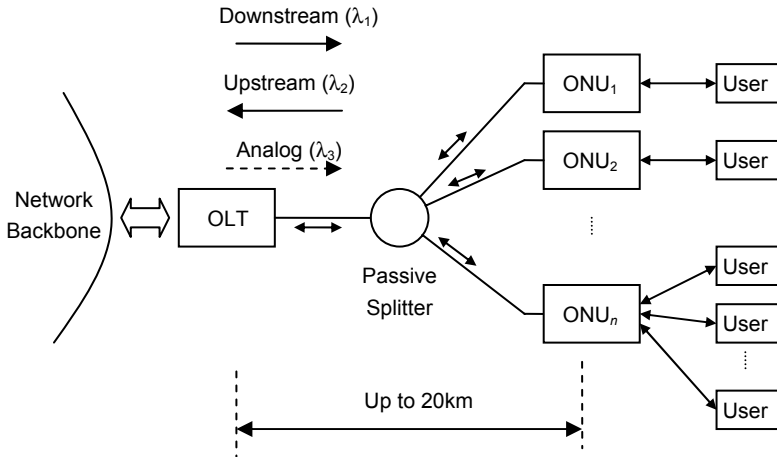 Downstream (λ₁)
Upstream (λ₂)
Analog (λ₃)
Network
Backbone
OLT
Passive
Splitter
ONU₁
User
ONU₂
User
ONUₙ
User
User
User
Up to 20km